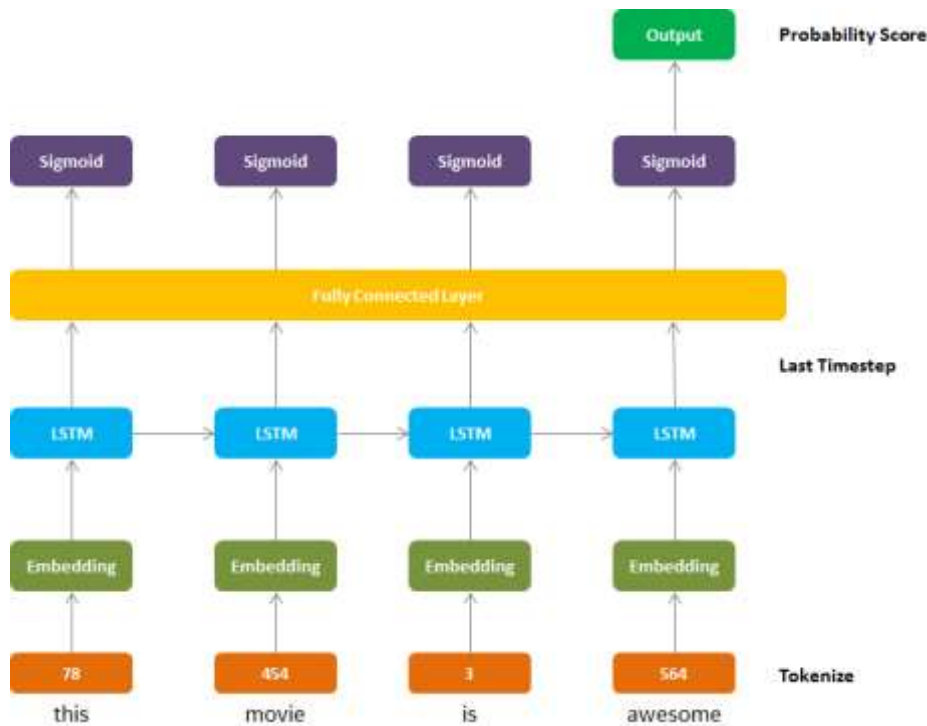 Output Probability Score
Sigmoid Sigmoid Sigmoid Sigmoid
Fully Connected Layer
Last Timestep
LSTM LSTM LSTM LSTM
Embedding Embedding Embedding Embedding
78 454 3 564 Tokenize
this movie is awesome